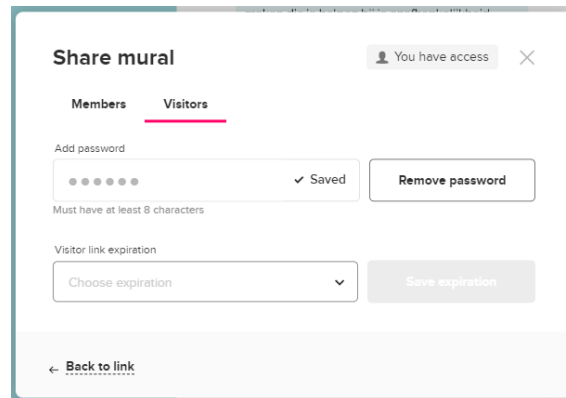 Share mural
You have access
Members Visitors
Add password
Saved
Remove password
Must have at least 8 characters
Visitor link expiration
Choose expiration
Save expiration
← Back to link